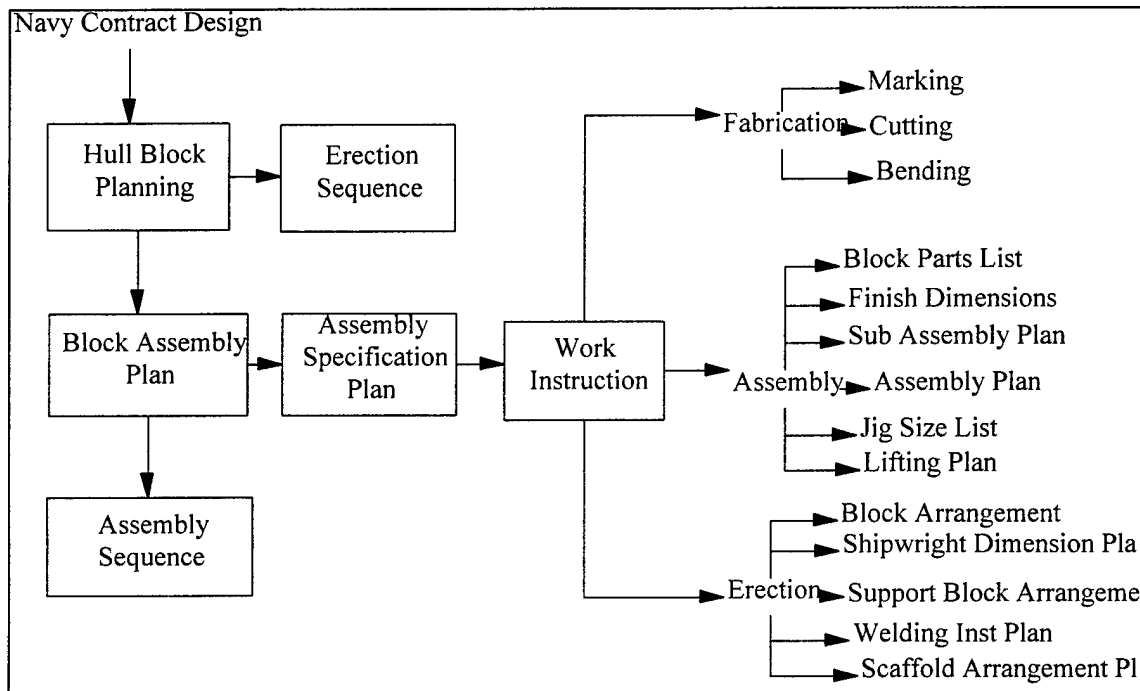 Navy Contract Design
Hull Block
Planning
Erection
Sequence
Block Assembly
Plan
Assembly
Specification
Plan
Work
Instruction
Assembly
Sequence
Fabrication
Marking
Cutting
Bending
Assembly
Block Parts List
Finish Dimensions
Sub Assembly Plan
Assembly Plan
Jig Size List
Lifting Plan
Erection
Block Arrangement
Shipwright Dimension Pla
Support Block Arrangeme
Welding Inst Plan
Scaffold Arrangement Pl